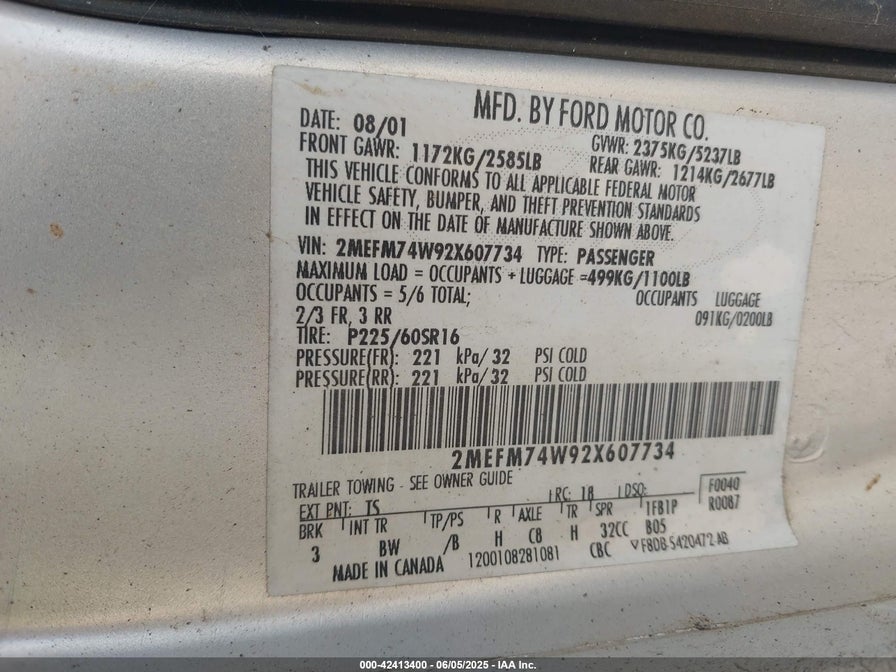 MFD. BY FORD MOTOR CO.
DATE: 08/01 GVWR: 2375KG/5237LB
FRONT GAWR: 1172KG/2585LB REAR GAWR: 1214KG/2677LB
THIS VEHICLE CONFORMS TO ALL APPLICABLE FEDERAL MOTOR
VEHICLE SAFETY, BUMPER, AND THEFT PREVENTION STANDARDS
IN EFFECT ON THE DATE OF MANUFACTURE SHOWN ABOVE.
VIN: 2MEFM74W92X607734 TYPE: PASSENGER
MAXIMUM LOAD = OCCUPANTS + LUGGAGE =499KG/1100LB
OCCUPANTS = 5/6 TOTAL; OCCUPANTS LUGGAGE
2/3 FR, 3 RR 091KG/0200LB
TIRE: P225/60SR16
PRESSURE(FR): 221 kPa/ 32 PSI COLD
PRESSURE(RR): 221 kPa/ 32 PSI COLD
2MEFM74W92X607734
TRAILER TOWING - SEE OWNER GUIDE
EXT PNT: TS RC: 18 DSO: F0040
BRK INT TR TP/PS R AXLE TR SPR 1FB1P R0087
3 BW /B H C8 H 32CC B05
MADE IN CANADA 1200108281081 CBC F8DB-5420472-AB
000-42413400 - 06/05/2025 - IAA Inc.